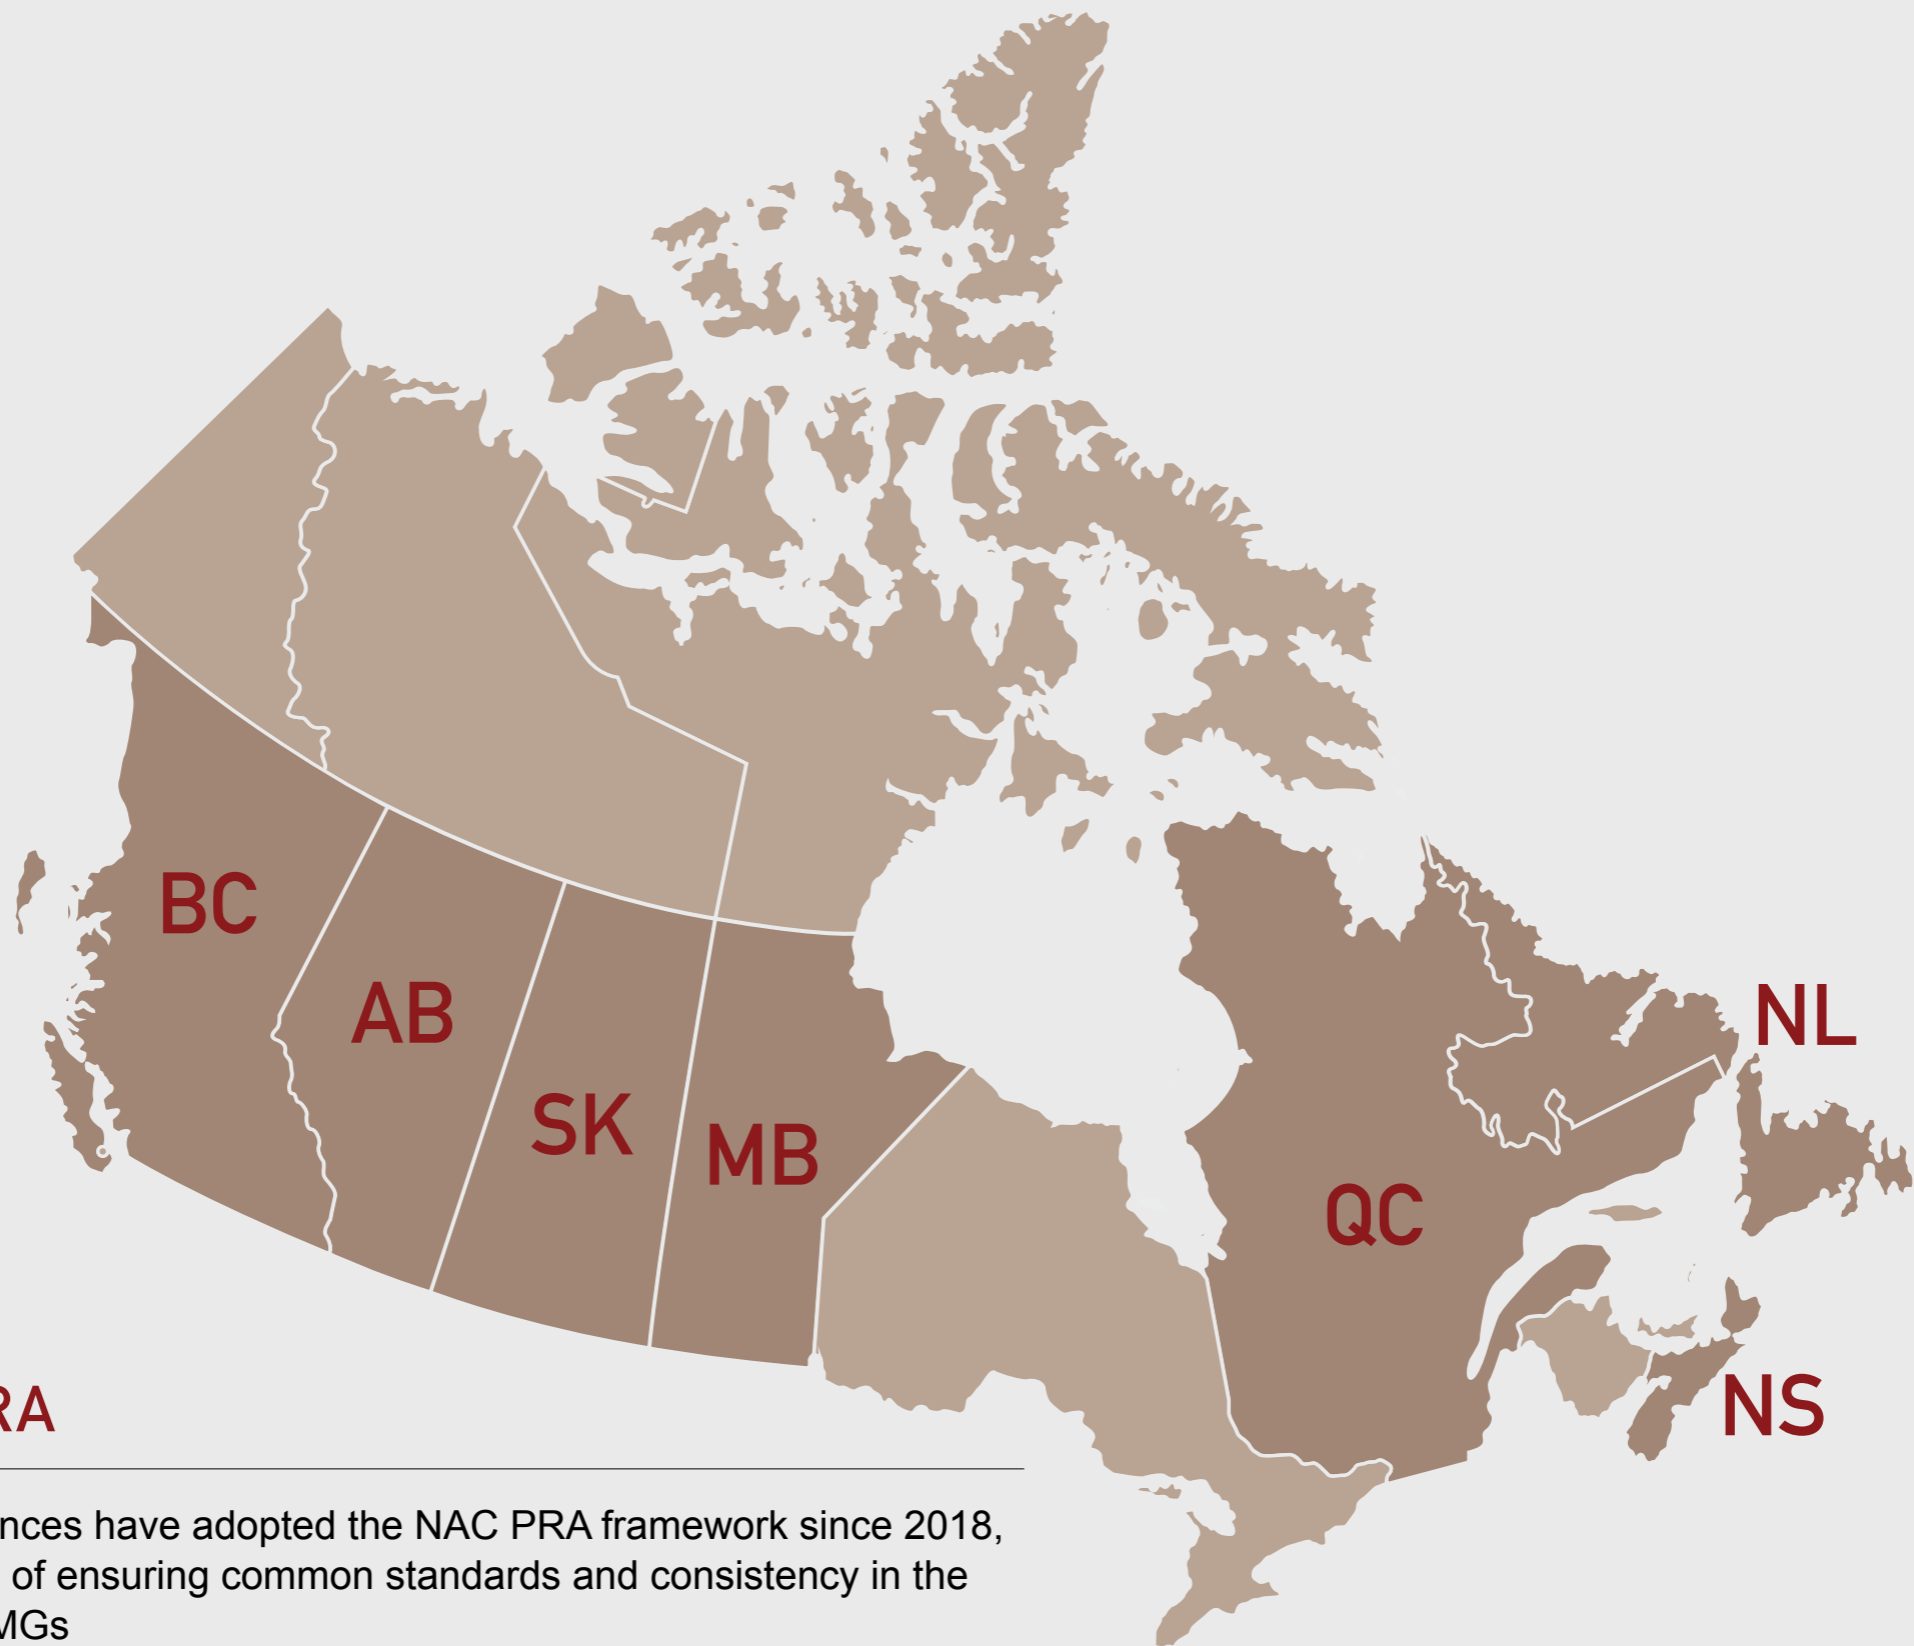 BC
AB
SK
MB
QC
NL
NS
RA
nces have adopted the NAC PRA framework since 2018,
of ensuring common standards and consistency in the
MGs